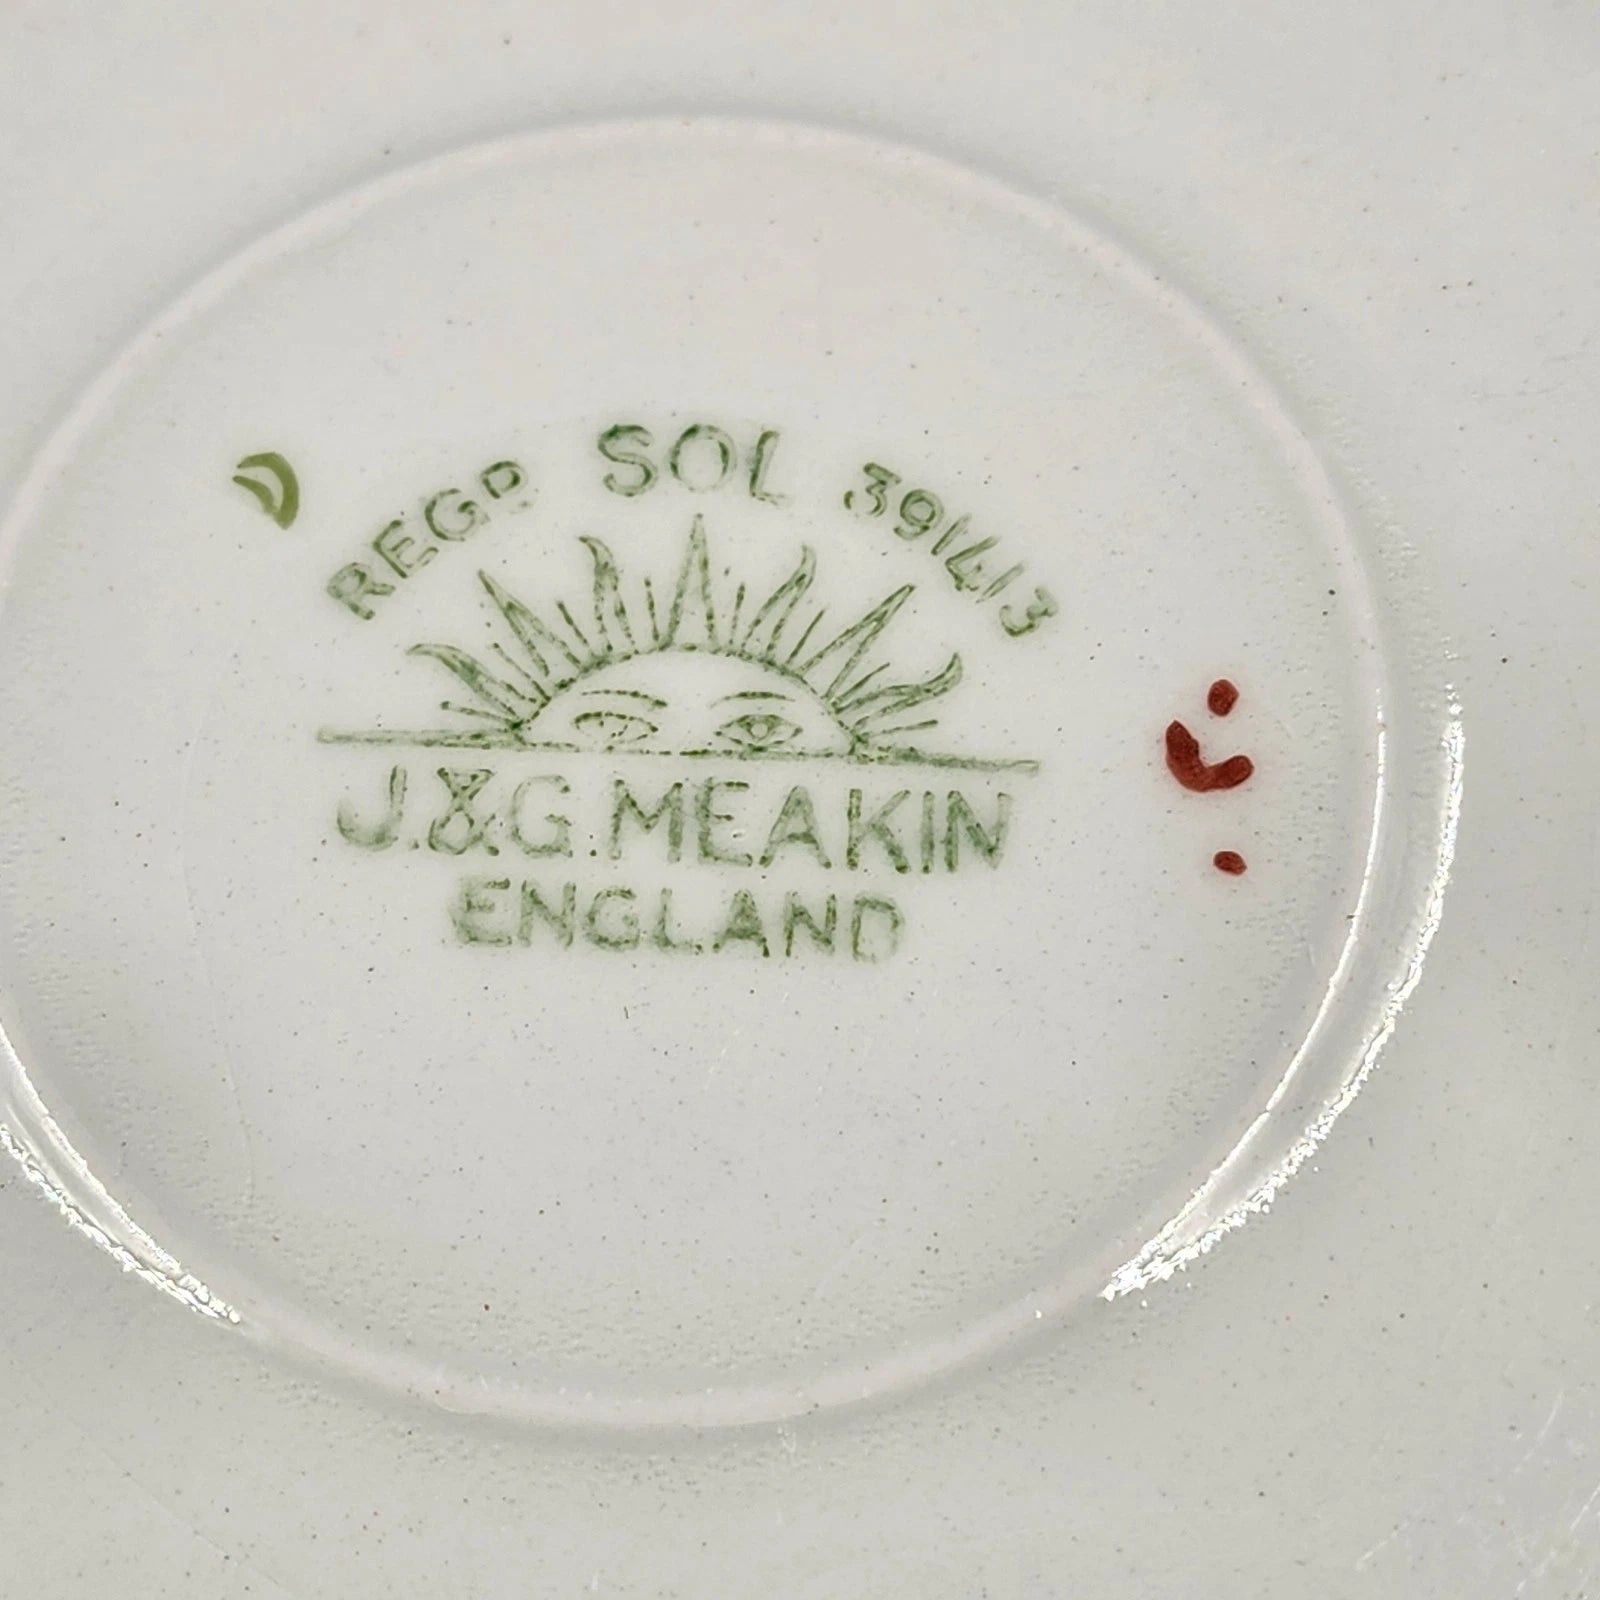 REGD SOL 391413
J.&G. MEAKIN
ENGLAND